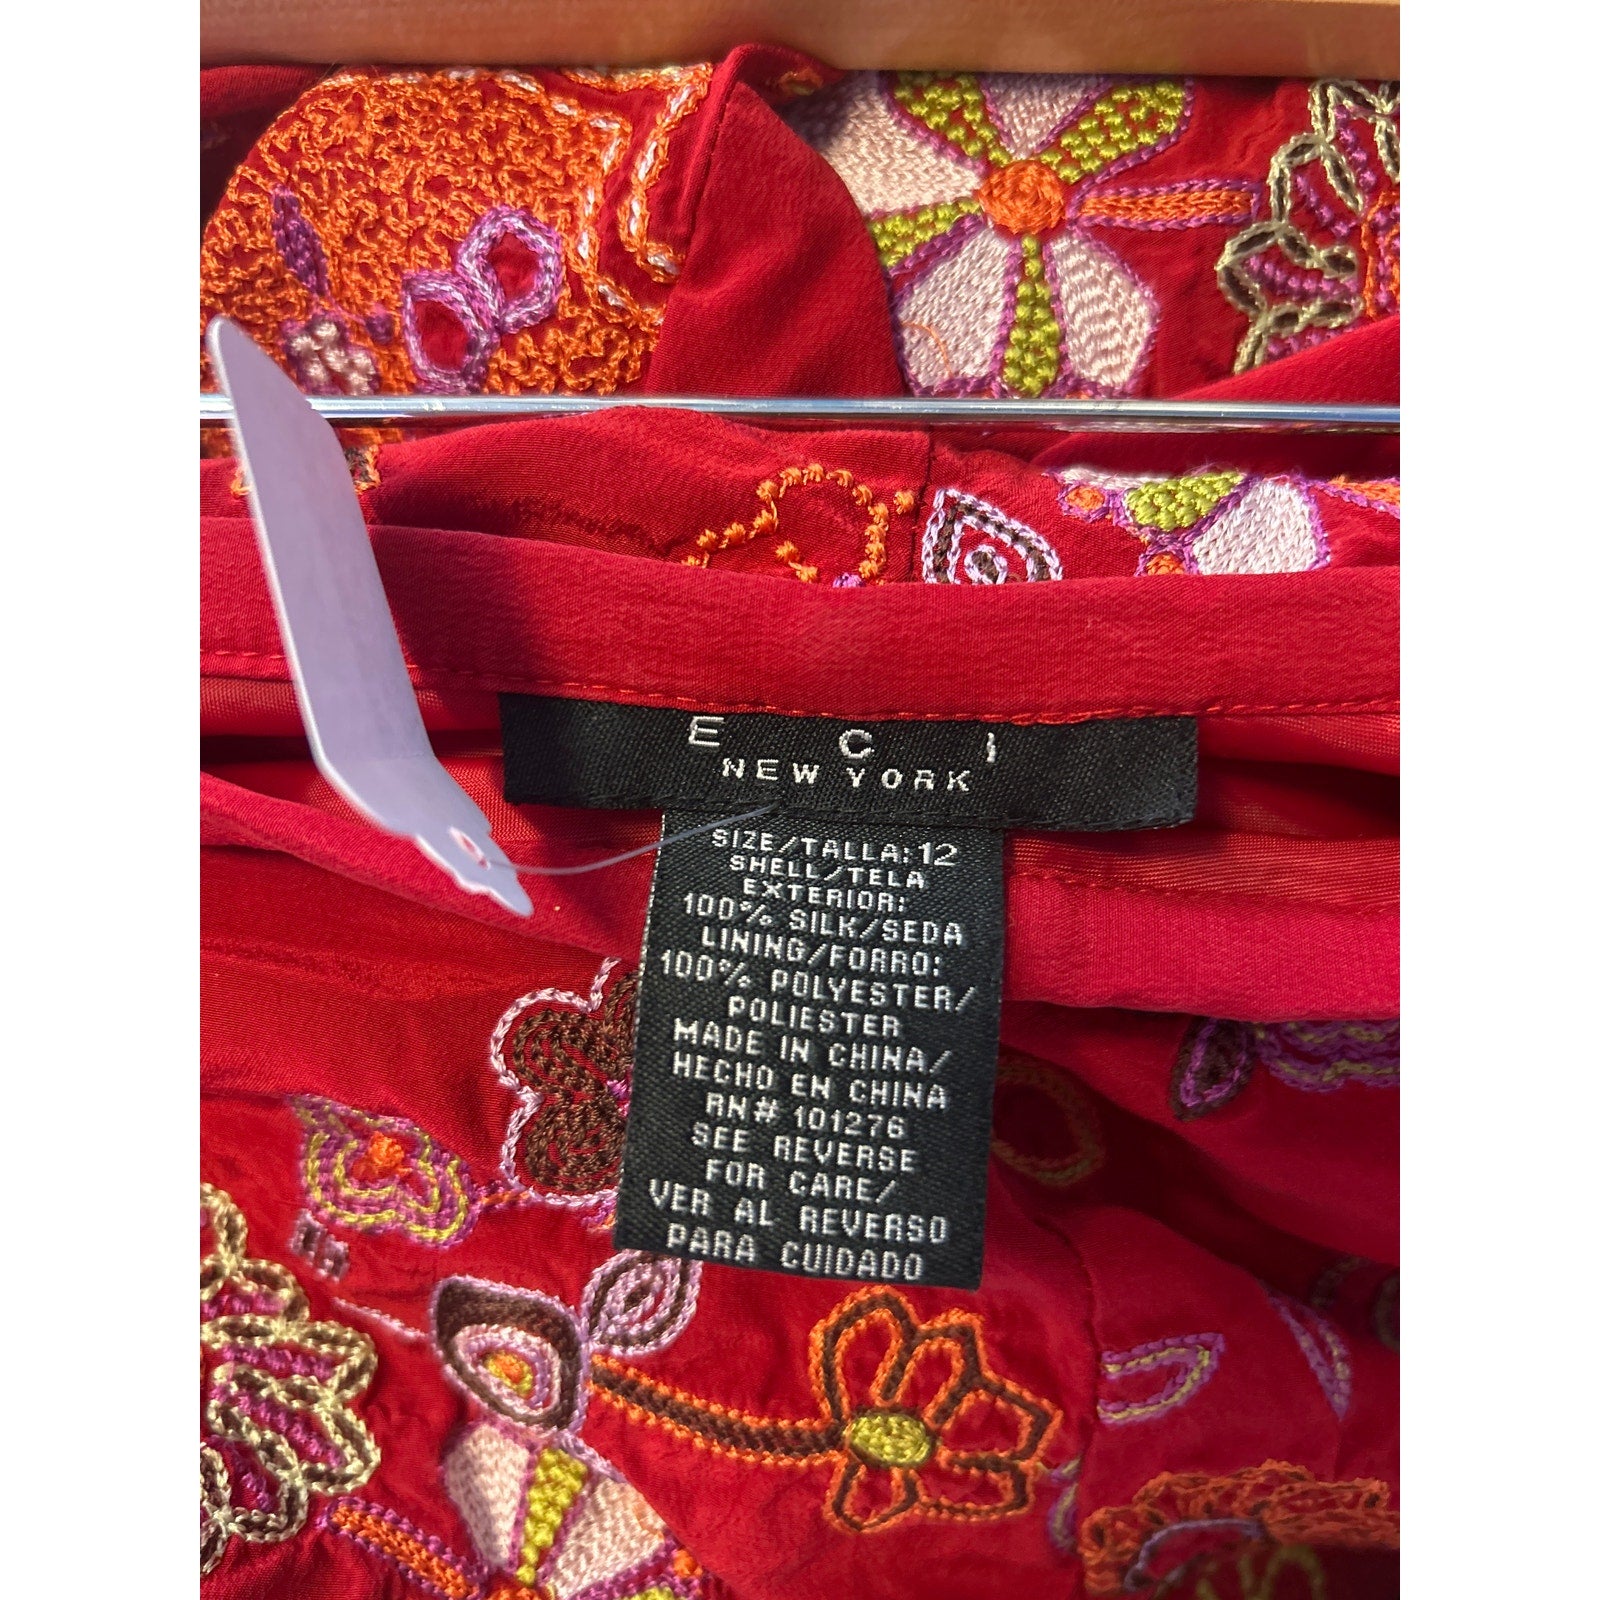 E C I
NEW YORK
SIZE/TALLA: 12
SHELL/TELA
EXTERIOR:
100% SILK/SEDA
LINING/FORRO:
100% POLYESTER/
POLIESTER
MADE IN CHINA/
HECHO EN CHINA
RN# 101276
SEE REVERSE
FOR CARE/
VER AL REVERSO
PARA CUIDADO